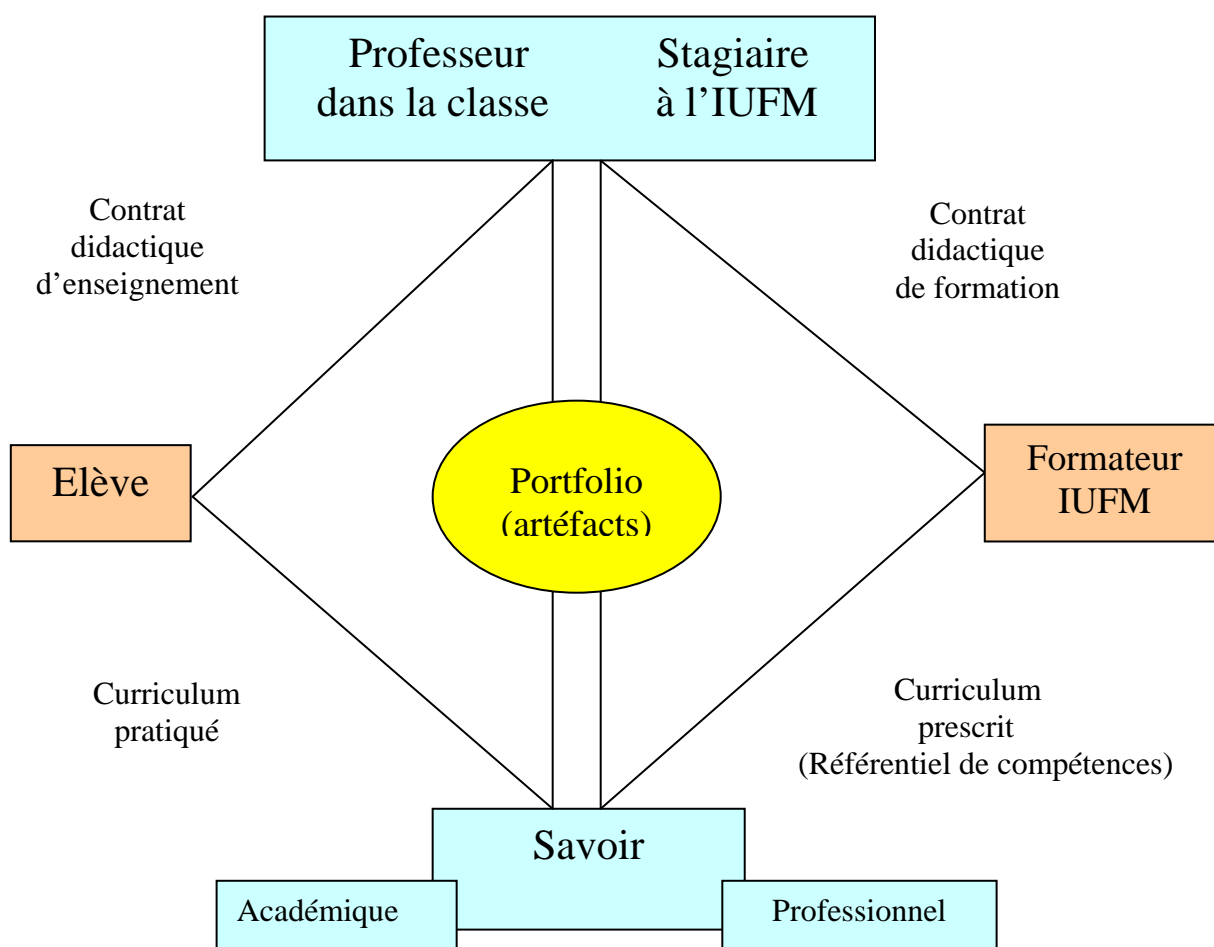 Professeur
dans la classe
Stagiaire
à l’IUFM
Contrat
didactique
d’enseignement
Contrat
didactique
de formation
Elève
Portfolio
(artéfacts)
Formateur
IUFM
Curriculum
pratiqué
Curriculum
prescrit
(Référentiel de compétences)
Savoir
Académique
Professionnel